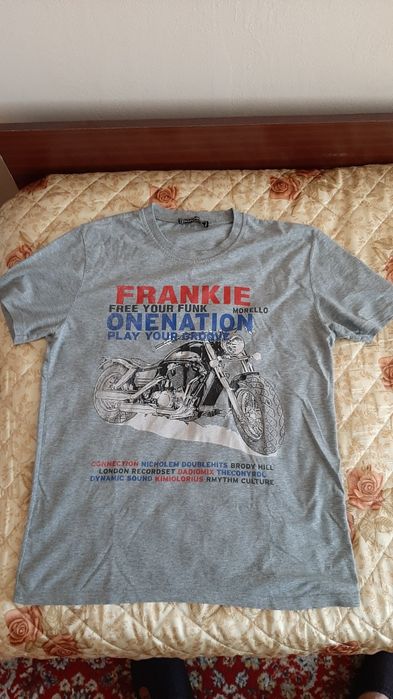 FRANKIE
FREE YOUR FUNK MORELLO
ONENATION
PLAY YOUR GROOVE
CONNECTION NICHOLEM DOUBLEHITS BRODY HILL
LONDON RECORDSET DADIOMIX THECONYROL
DYNAMIC SOUND KIMIOLORIUS RMYTHM CULTURE